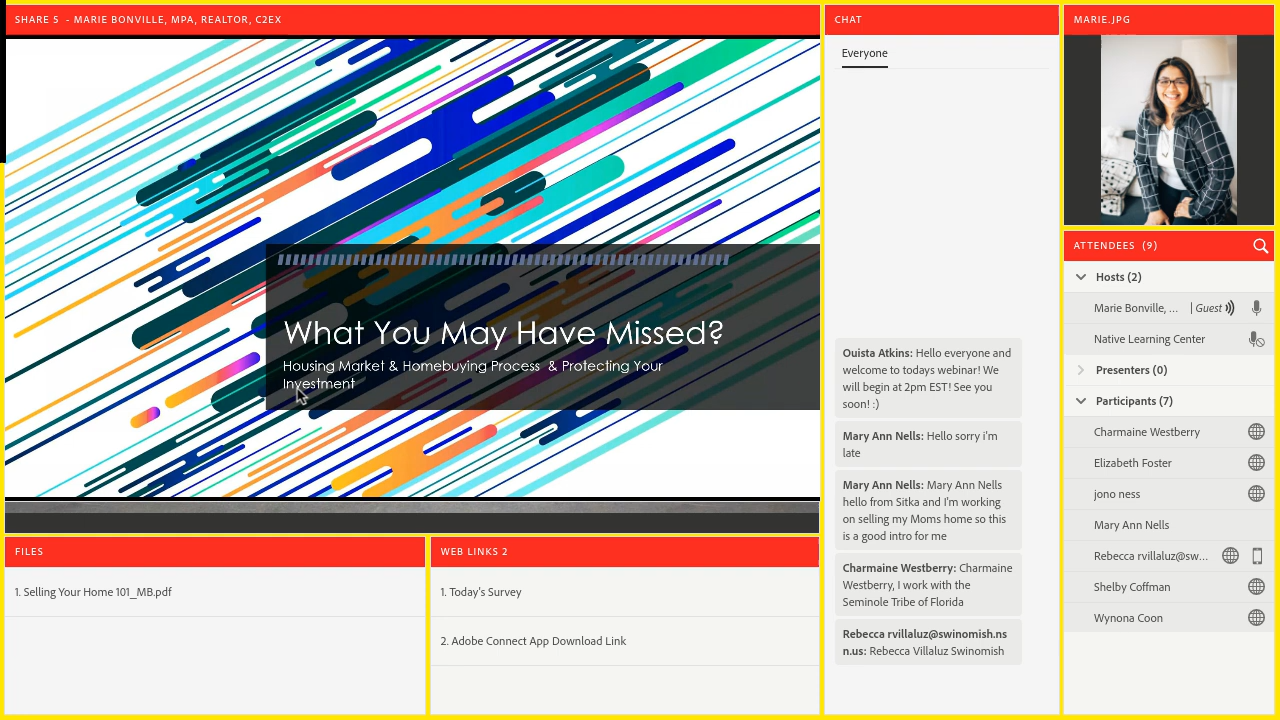 SHARE 5 - MARIE BONVILLE, MPA, REALTOR, C2EX
What You May Have Missed?
Housing Market & Homebuying Process & Protecting Your
Investment
FILES
1. Selling Your Home 101_MB.pdf
WEB LINKS 2
1. Today's Survey
2. Adobe Connect App Download Link
CHAT
Everyone
Ouista Atkins: Hello everyone and
welcome to todays webinar! We
will begin at 2pm EST! See you
soon! :)
Mary Ann Nells: Hello sorry i'm
late
Mary Ann Nells: Mary Ann Nells
hello from Sitka and I'm working
on selling my Moms home so this
is a good intro for me
Charmaine Westberry: Charmaine
Westberry, I work with the
Seminole Tribe of Florida
Rebecca rvillaluz@swinomish.ns
n.us: Rebecca Villaluz Swinomish
MARIE.JPG
ATTENDEES (9)
Hosts (2)
Marie Bonville, ... | Guest
Native Learning Center
Presenters (0)
Participants (7)
Charmaine Westberry
Elizabeth Foster
jono ness
Mary Ann Nells
Rebecca rvillaluz@sw...
Shelby Coffman
Wynona Coon